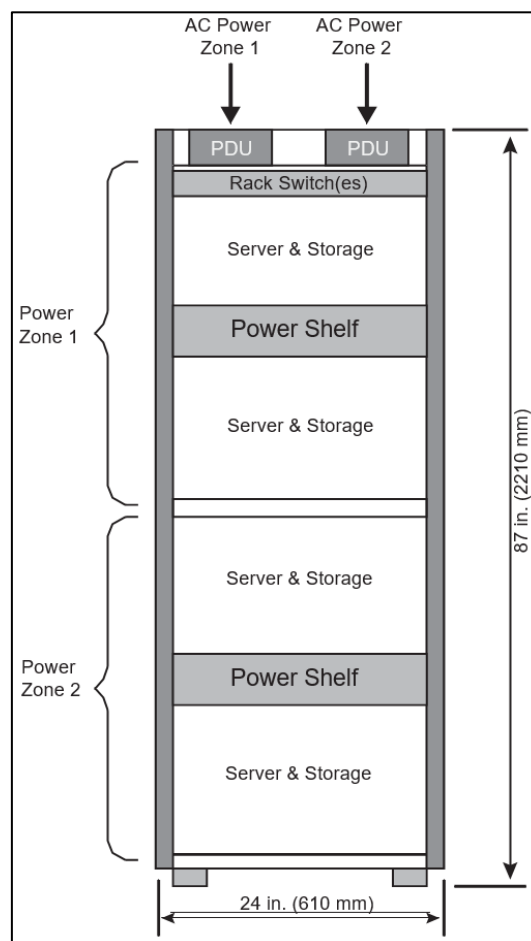 AC Power
Zone 1
AC Power
Zone 2
PDU
PDU
Rack Switch(es)
Server & Storage
Power
Zone 1
Power Shelf
Server & Storage
87 in. (2210 mm)
Server & Storage
Power
Zone 2
Power Shelf
Server & Storage
24 in. (610 mm)